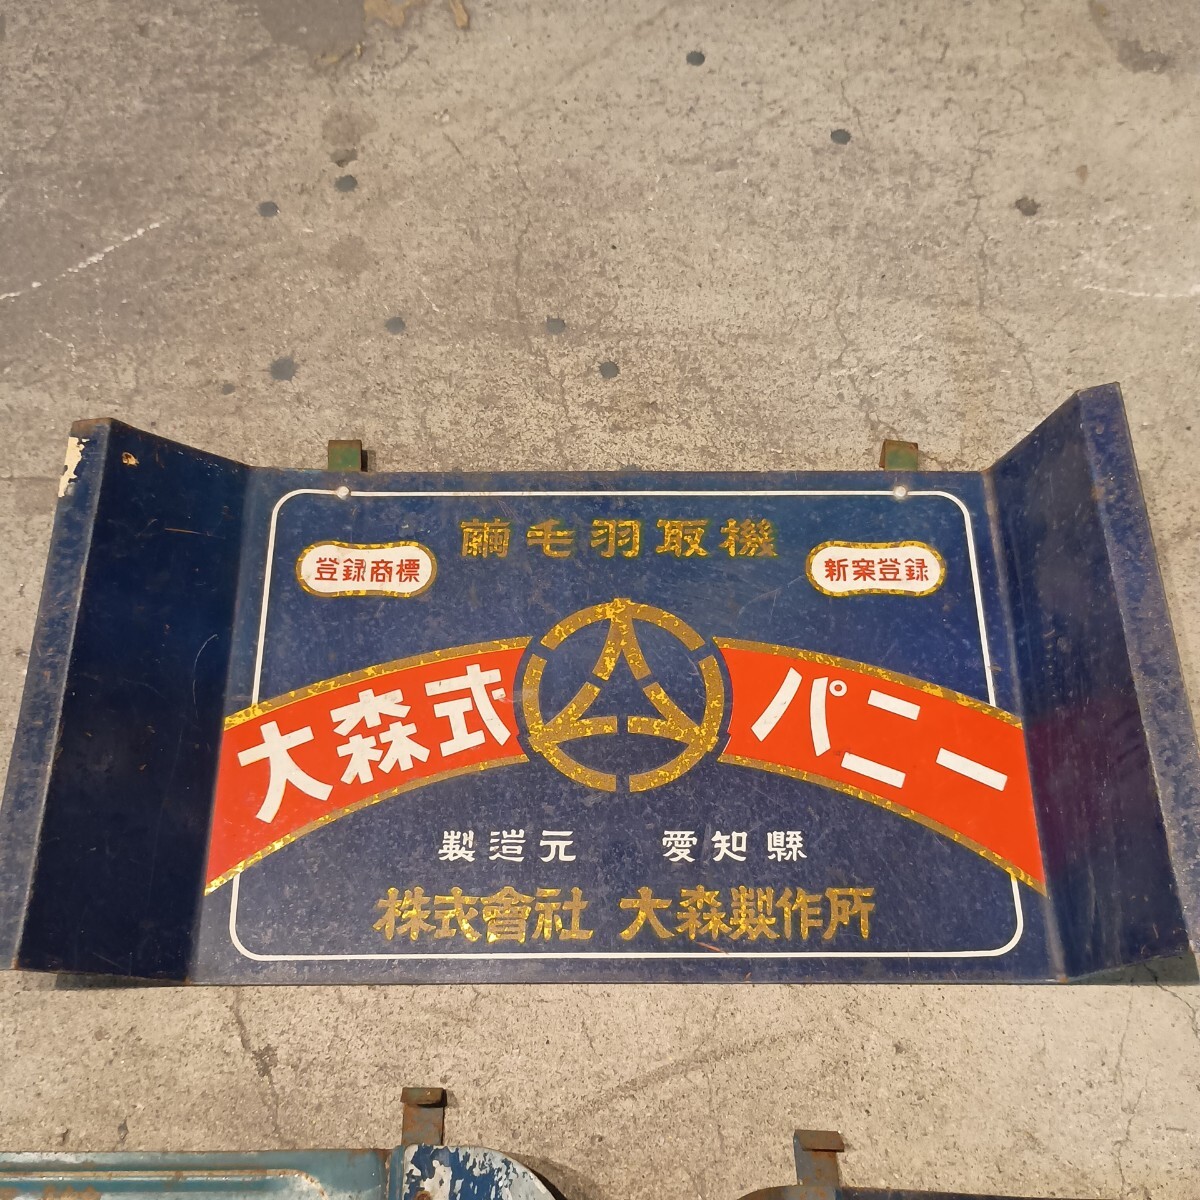 繭毛羽取機
登録商標
新案登録
大森式 パニー
製造元 愛知縣
株式會社 大森製作所